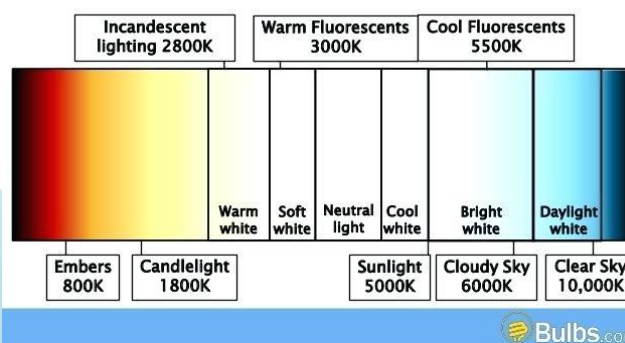 Incandescent
lighting 2800K
Warm Fluorescents
3000K
Cool Fluorescents
5500K
Warm
white
Soft
white
Neutral
light
Cool
white
Bright
white
Daylight
white
Embers
800K
Candlelight
1800K
Sunlight
5000K
Cloudy Sky
6000K
Clear Sky
10,000K
Bulbs.co